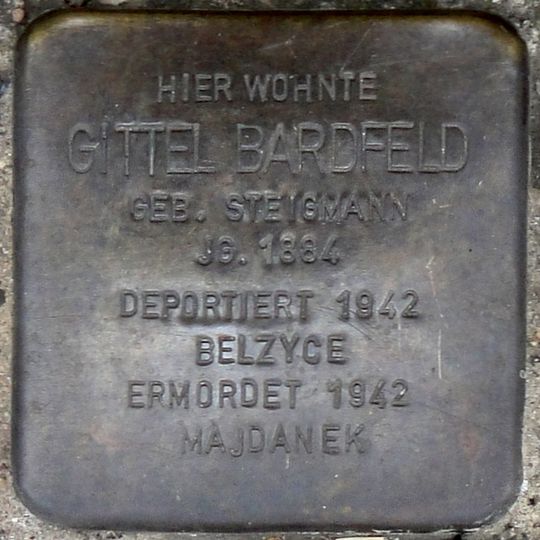 HIER WOHNTE
GITTEL BARDFELD
GEB. STEIGMANN
JG. 1884
DEPORTIERT 1942
BELZYCE
ERMORDET 1942
MAJDANEK